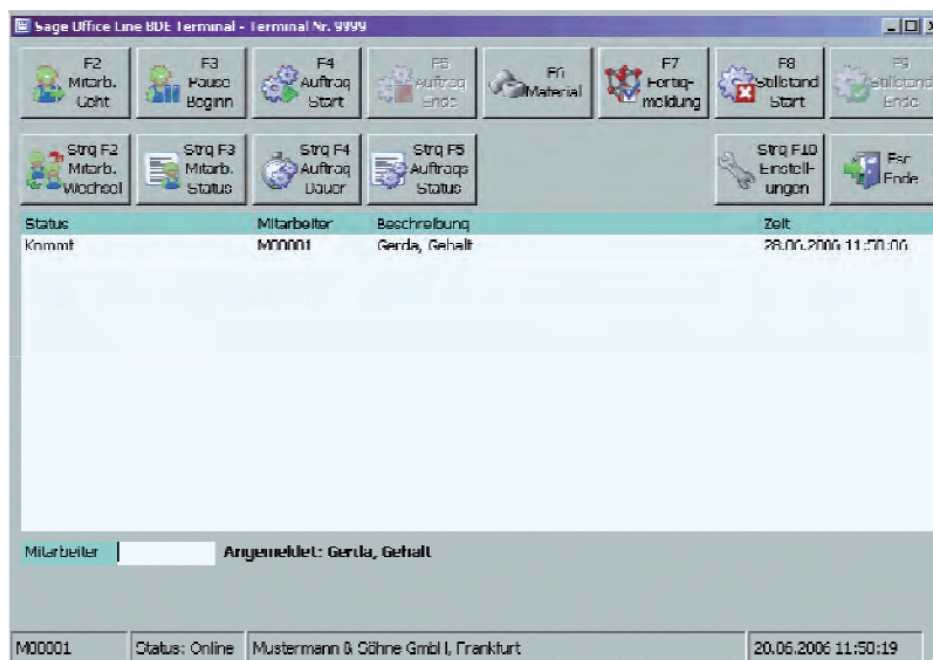 Sage Office Line BDE Terminal - Terminal Nr. 9999
F2 Mitarb. Geht
F3 Pause Beginn
F4 Auftrag Start
F5 Auftrag Ende
F6 Material
F7 Fertig- meldung
F8 Stillstand Start
F9 Stillstand Ende
Strg F2 Mitarb. Wechsel
Strg F3 Mitarb. Status
Strg F4 Auftrag Dauer
Strg F5 Auftrags Status
Strg F10 Einstell- ungen
Esc Ende
Status Mitarbeiter Beschreibung Zeit
Kommt M00001 Gerda, Gehalt 28.06.2006 11:50:06
Mitarbeiter Angemeldet: Gerda, Gehalt
M00001 Status: Online Mustermann & Söhne GmbH, Frankfurt 20.06.2006 11:50:19